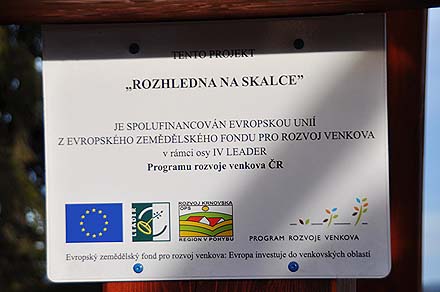 TENTO PROJEKT
„ROZHLEDNA NA SKALCE”
JE SPOLUFINANCOVÁN EVROPSKOU UNIÍ
Z EVROPSKÉHO ZEMĚDĚLSKÉHO FONDU PRO ROZVOJ VENKOVA
v rámci osy IV LEADER
Programu rozvoje venkova ČR
LEADER
ROZVOJ KRNOVSKA
OPS
REGION V POHYBU
PROGRAM ROZVOJE VENKOVA
Evropský zemědělský fond pro rozvoj venkova: Evropa investuje do venkovských oblastí